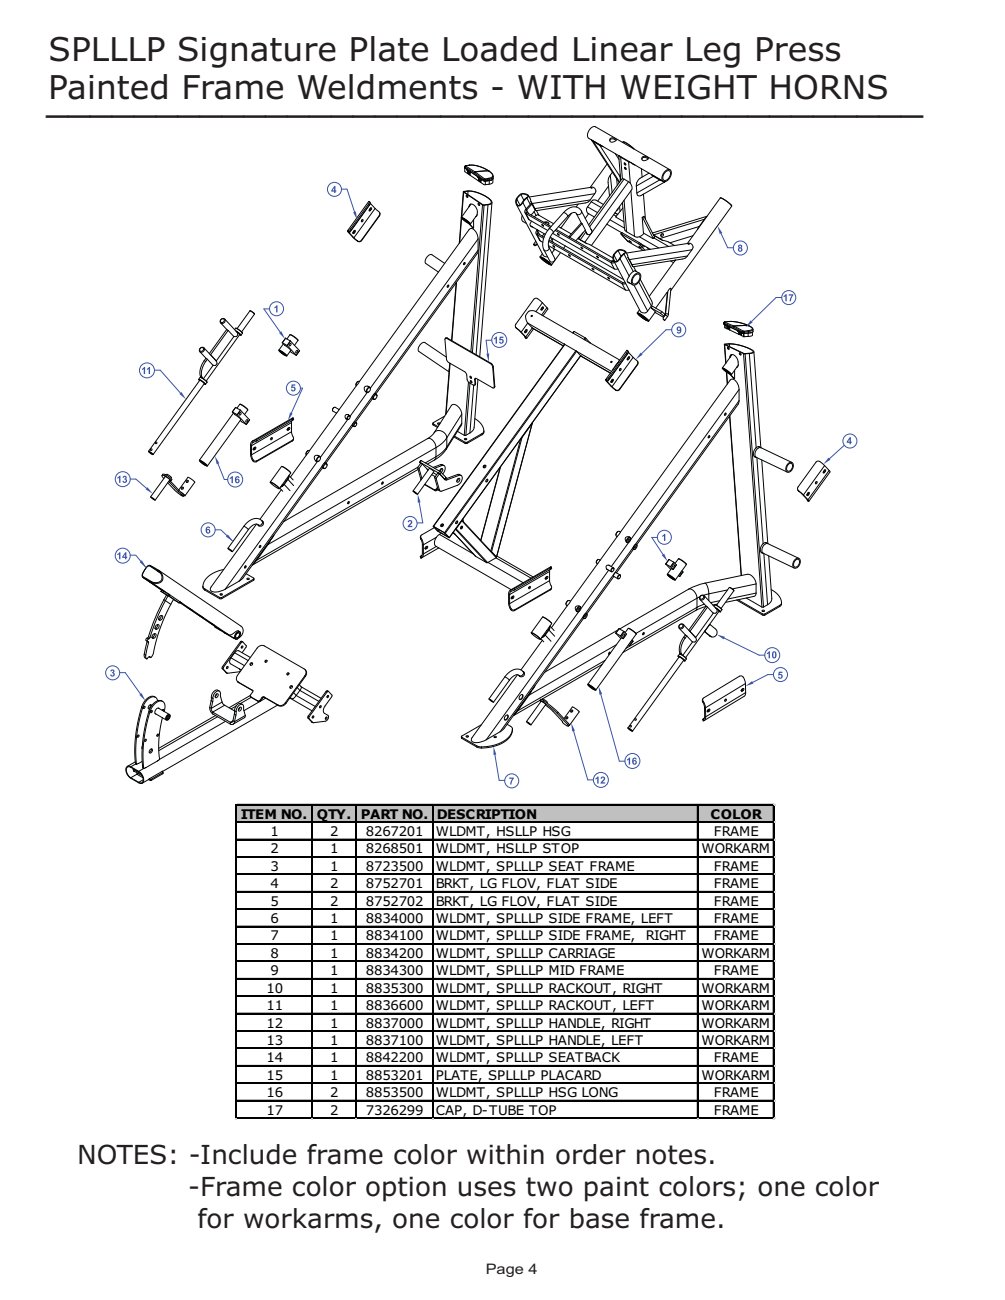 SPLLLP Signature Plate Loaded Linear Leg Press
Painted Frame Weldments - WITH WEIGHT HORNS
4
8
17
1
9
15
11
5
4
13
16
6
2
1
14
10
3
5
16
7
12
ITEM NO. QTY. PART NO. DESCRIPTION COLOR
1 2 8267201 WLDMT, HSLLP HSG FRAME
2 1 8268501 WLDMT, HSLLP STOP WORKARM
3 1 8723500 WLDMT, SPLLLP SEAT FRAME FRAME
4 2 8752701 BRKT, LG FLOV, FLAT SIDE FRAME
5 2 8752702 BRKT, LG FLOV, FLAT SIDE FRAME
6 1 8834000 WLDMT, SPLLLP SIDE FRAME, LEFT FRAME
7 1 8834100 WLDMT, SPLLLP SIDE FRAME, RIGHT FRAME
8 1 8834200 WLDMT, SPLLLP CARRIAGE WORKARM
9 1 8834300 WLDMT, SPLLLP MID FRAME FRAME
10 1 8835300 WLDMT, SPLLLP RACKOUT, RIGHT WORKARM
11 1 8836600 WLDMT, SPLLLP RACKOUT, LEFT WORKARM
12 1 8837000 WLDMT, SPLLLP HANDLE, RIGHT WORKARM
13 1 8837100 WLDMT, SPLLLP HANDLE, LEFT WORKARM
14 1 8842200 WLDMT, SPLLLP SEATBACK FRAME
15 1 8853201 PLATE, SPLLLP PLACARD WORKARM
16 2 8853500 WLDMT, SPLLLP HSG LONG FRAME
17 2 7326299 CAP, D-TUBE TOP FRAME
NOTES: -Include frame color within order notes.
-Frame color option uses two paint colors; one color
for workarms, one color for base frame.
Page 4